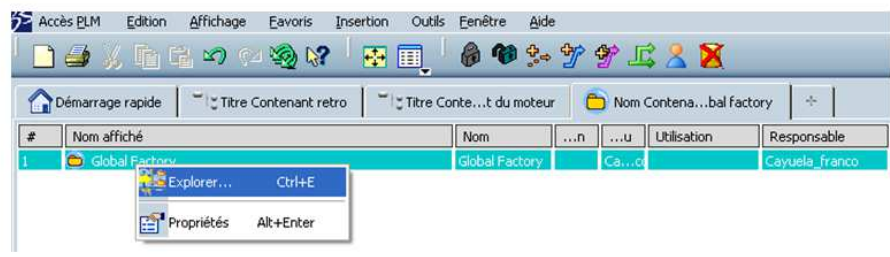 Accès PLM Edition Affichage Favoris Insertion Outils Fenêtre Aide
Démarrage rapide Titre Contenant retro Titre Conte...t du moteur Nom Contena...bal factory
# Nom affiché Nom ...n ...u Utilisation Responsable
1 Global Factory Global Factory Ca...co Cayuela_franco
Explorer... Ctrl+E
Propriétés Alt+Enter